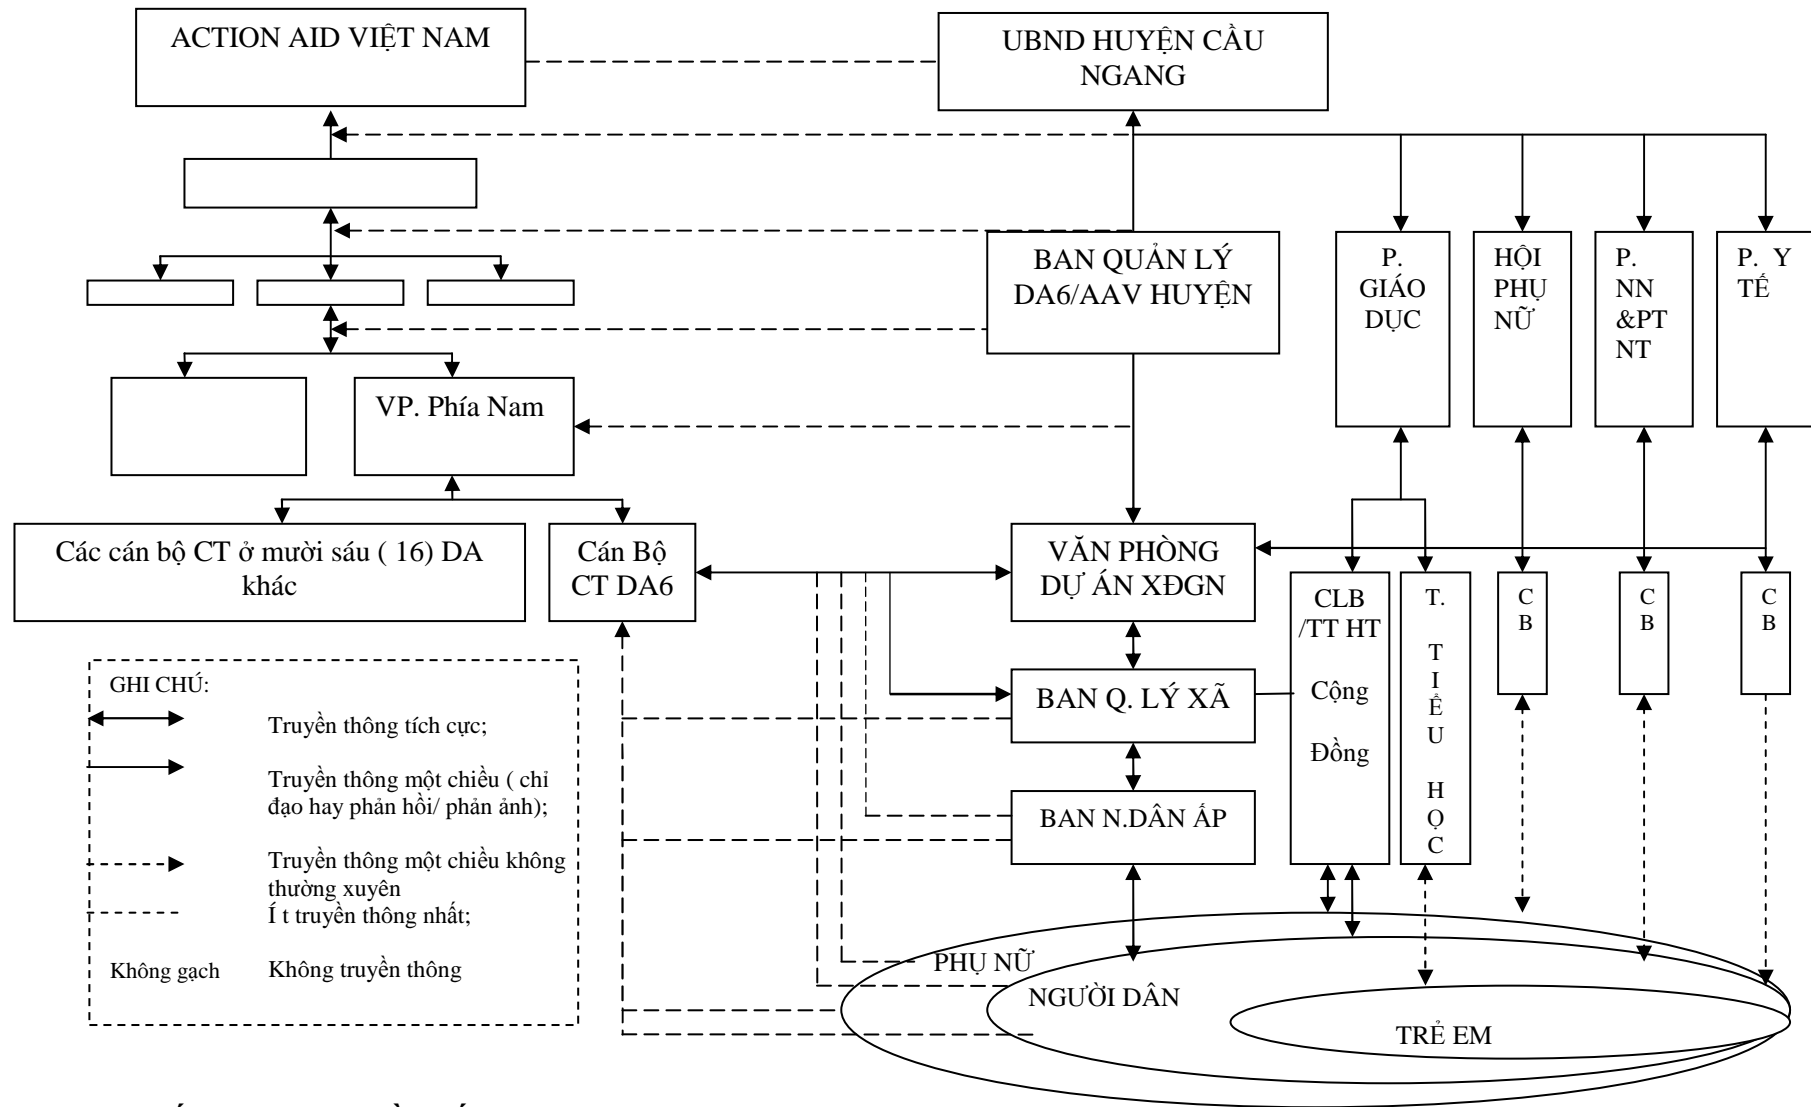 ACTION AID VIỆT NAM
UBND HUYỆN CẦU
NGANG
BAN QUẢN LÝ
DA6/AAV HUYỆN
P.
GIÁO
DỤC
HỘI
PHỤ
NỮ
P.
NN
&PT
NT
P. Y
TẾ
VP. Phía Nam
Các cán bộ CT ở mười sáu ( 16) DA
khác
Cán Bộ
CT DA6
VĂN PHÒNG
DỰ ÁN XĐGN
CLB
/TT HT
Cộng
Đồng
T.
T
I
Ể
U
H
Ọ
C
C
B
C
B
C
B
BAN Q. LÝ XÃ
BAN N.DÂN ẤP
GHI CHÚ:
Truyền thông tích cực;
Truyền thông một chiều ( chỉ
đạo hay phản hồi/ phản ảnh);
Truyền thông một chiều không
thường xuyên
Í t truyền thông nhất;
Không gạch Không truyền thông
PHỤ NỮ
NGƯỜI DÂN
TRẺ EM